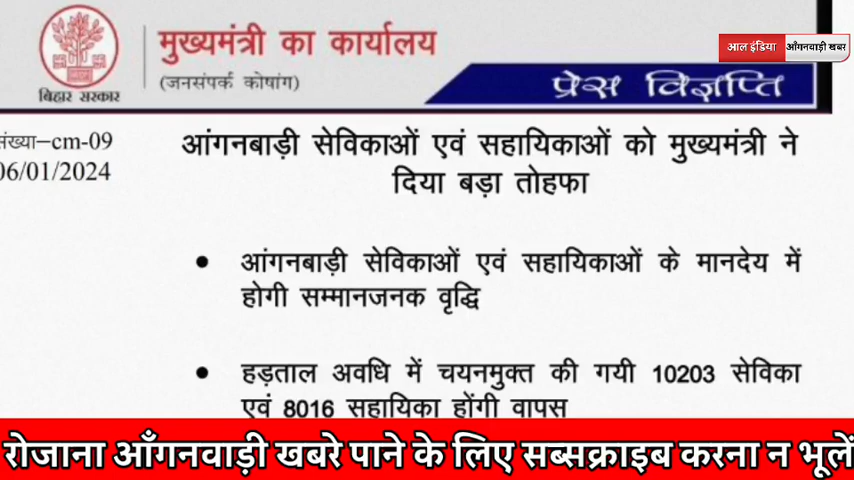 मुख्यमंत्री का कार्यालय
(जनसंपर्क कोषांग)
बिहार सरकार
प्रेस विज्ञप्ति
आल इंडिया आँगनवाड़ी खबर
संख्या-cm-09
06/01/2024
आंगनबाड़ी सेविकाओं एवं सहायिकाओं को मुख्यमंत्री ने
दिया बड़ा तोहफा
• आंगनबाड़ी सेविकाओं एवं सहायिकाओं के मानदेय में
होगी सम्मानजनक वृद्धि
• हड़ताल अवधि में चयनमुक्त की गयी 10203 सेविका
एवं 8016 सहायिका होंगी वापस
रोजाना आँगनवाड़ी खबरे पाने के लिए सब्सक्राइब करना न भूलें